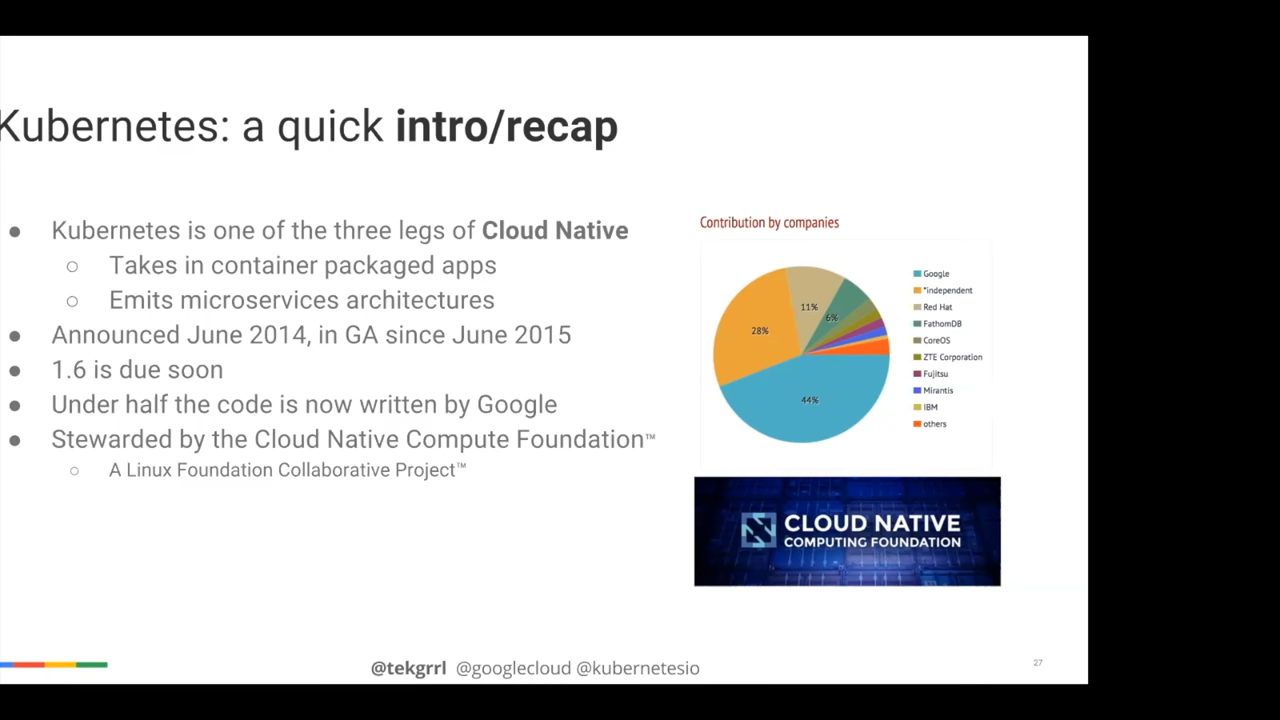 Kubernetes: a quick intro/recap
● Kubernetes is one of the three legs of Cloud Native
○ Takes in container packaged apps
○ Emits microservices architectures
● Announced June 2014, in GA since June 2015
● 1.6 is due soon
● Under half the code is now written by Google
● Stewarded by the Cloud Native Compute Foundation™
○ A Linux Foundation Collaborative Project™
Contribution by companies
11%
6%
28%
44%
Google
*independent
Red Hat
FathomDB
CoreOS
ZTE Corporation
Fujitsu
Mirantis
IBM
others
CLOUD NATIVE
COMPUTING FOUNDATION
@tekgrrl @googlecloud @kubernetesio
27